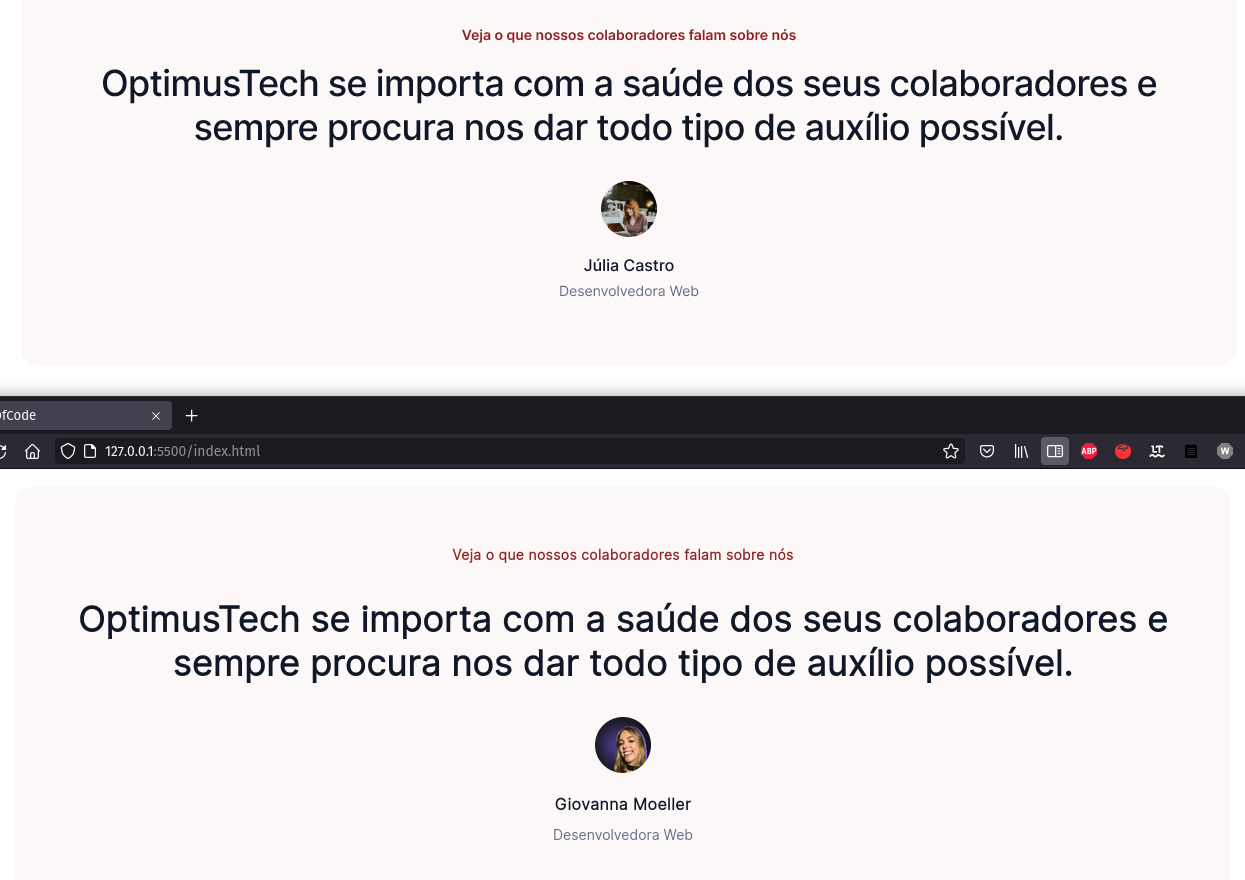 Veja o que nossos colaboradores falam sobre nós
OptimusTech se importa com a saúde dos seus colaboradores e
sempre procura nos dar todo tipo de auxílio possível.
Júlia Castro
Desenvolvedora Web
ofCode
127.0.0.1:5500/index.html
ABP
W
Veja o que nossos colaboradores falam sobre nós
OptimusTech se importa com a saúde dos seus colaboradores e
sempre procura nos dar todo tipo de auxílio possível.
Giovanna Moeller
Desenvolvedora Web